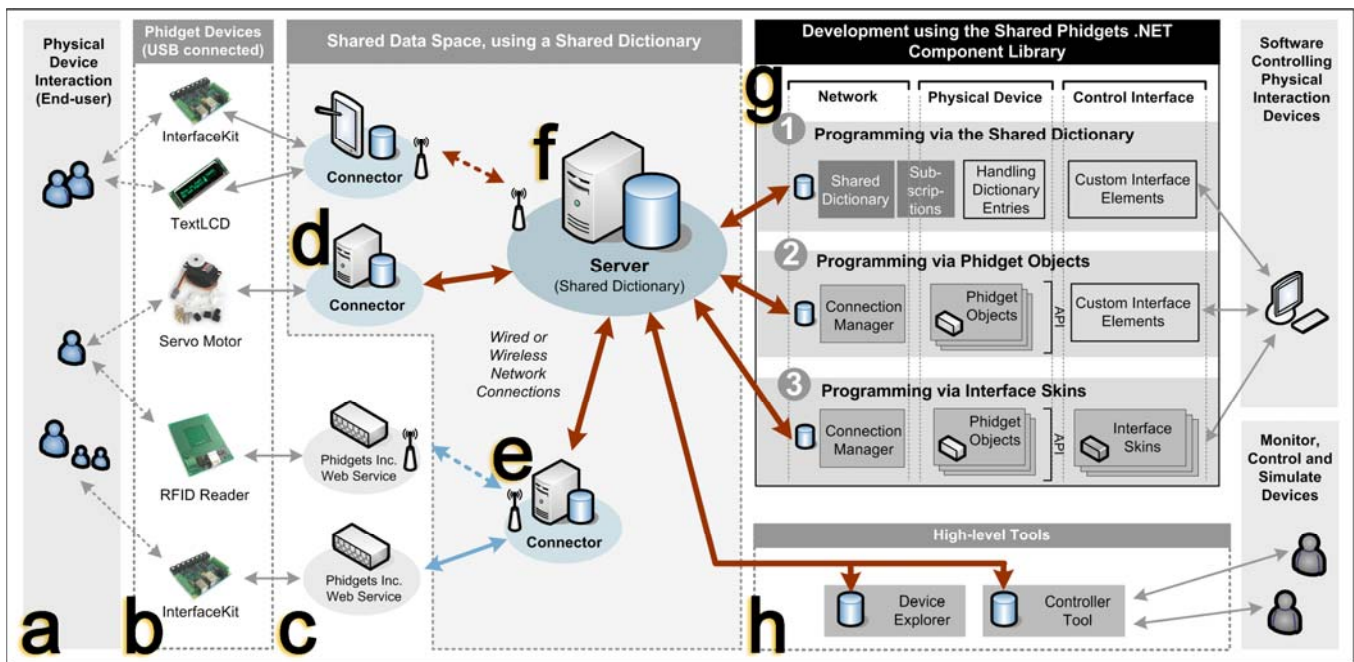 Physical
Device
Interaction
(End-user)
a
Phidget Devices
(USB connected)
InterfaceKit
TextLCD
Servo Motor
RFID Reader
InterfaceKit
b
Shared Data Space, using a Shared Dictionary
Connector
d
Connector
f
Server
(Shared Dictionary)
Wired or
Wireless
Network
Connections
Phidgets Inc.
Web Service
e
Connector
Phidgets Inc.
Web Service
c
Development using the Shared Phidgets .NET
Component Library
g
Network
Physical Device
Control Interface
1 Programming via the Shared Dictionary
Shared
Dictionary
Sub-
scrip-
tions
Handling
Dictionary
Entries
Custom Interface
Elements
2 Programming via Phidget Objects
Connection
Manager
Phidget
Objects
API
Custom Interface
Elements
3 Programming via Interface Skins
Connection
Manager
Phidget
Objects
API
Interface
Skins
High-level Tools
h
Device
Explorer
Controller
Tool
Software
Controlling
Physical
Interaction
Devices
Monitor,
Control and
Simulate
Devices